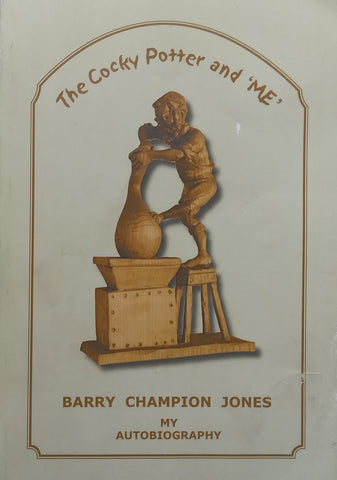 The Cocky Potter and 'ME'
BARRY CHAMPION JONES
MY
AUTOBIOGRAPHY